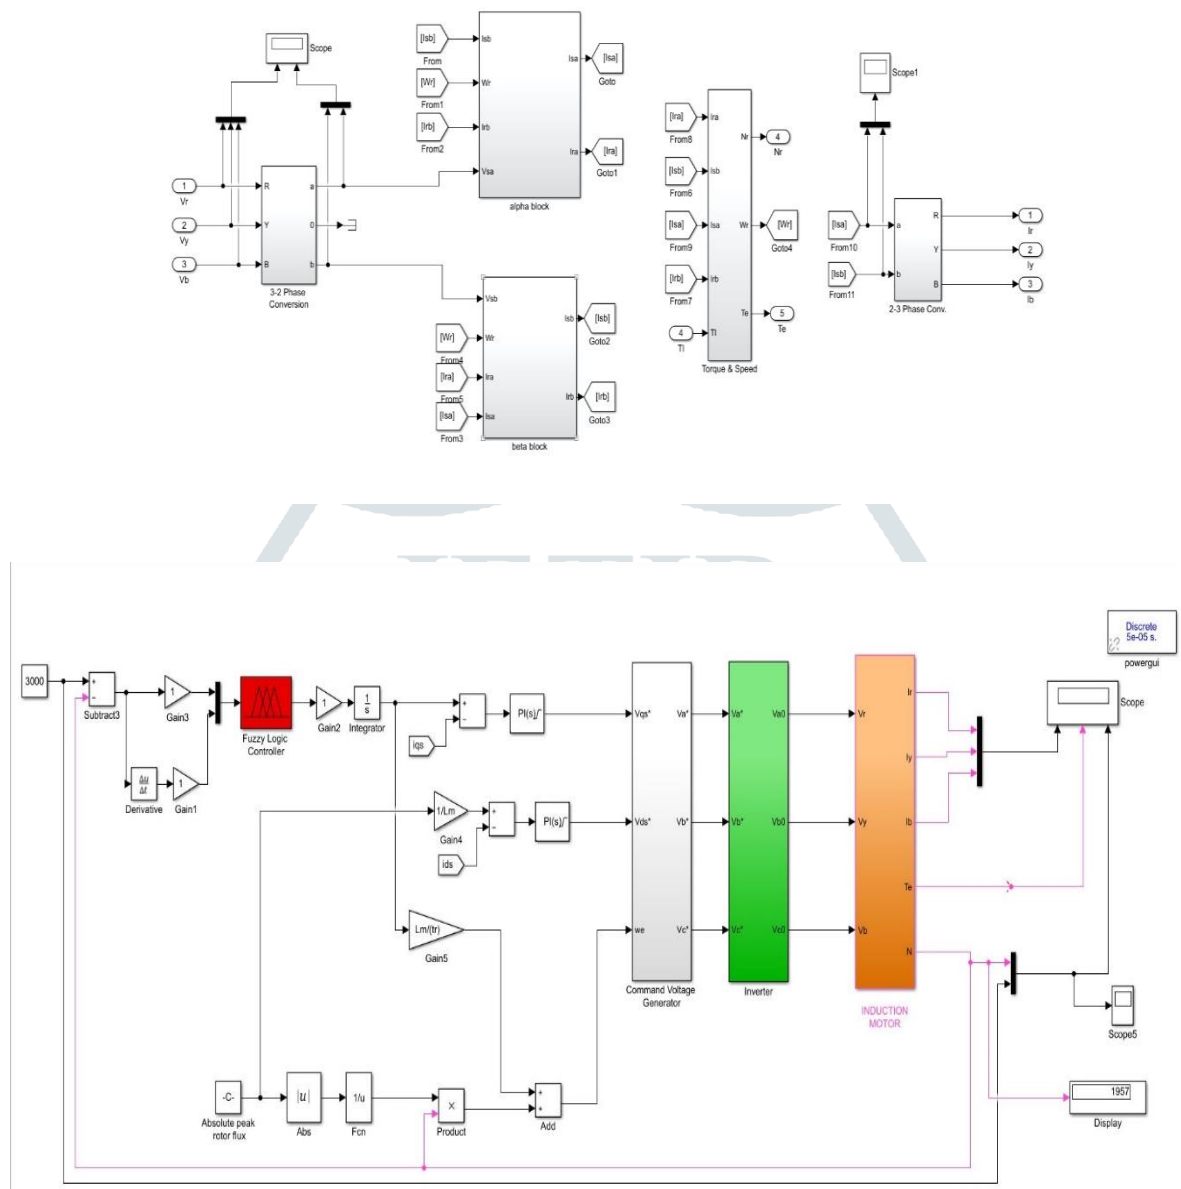 Scope
[Isb]
From
[Wr]
From1
[Irb]
From2
Isb
Wr
Irb
Vsa
Isa
Ira
alpha block
[Isa]
Goto
[Ira]
Goto1
1
Vr
2
Vy
3
Vb
R
Y
B
a
0
b
3-2 Phase
Conversion
[Wr]
From4
[Ira]
From5
[Isa]
From3
Vsb
Wr
Ira
Isa
Isb
Irb
beta block
[Isb]
Goto2
[Irb]
Goto3
[Ira]
From8
[Isb]
From6
[Isa]
From9
[Irb]
From7
4
Tl
Ira
Isb
Isa
Irb
Tl
Nr
Wr
Te
Torque & Speed
4
Nr
[Wr]
Goto4
5
Te
Scope1
[Isa]
From10
[Isb]
From11
a
b
R
Y
B
2-3 Phase Conv.
1
Ir
2
Iy
3
Ib
Discrete
5e-05 s.
powergui
3000
+
−
Subtract3
1
Gain3
Δu
Δt
Derivative
1
Gain1
Fuzzy Logic
Controller
1
Gain2
1
s
Integrator
+
−
iqs
PI(s)
1/Lm
Gain4
+
−
ids
PI(s)
Lm/(tr)
Gain5
Vqs*
Vds*
we
Va*
Vb*
Vc*
Command Voltage
Generator
Va*
Vb*
Vc*
Va0
Vb0
Vc0
Inverter
Vr
Vy
Vb
Ir
Iy
Ib
Te
N
INDUCTION
MOTOR
Scope
Scope5
1957
Display
-C-
Absolute peak
rotor flux
|u|
Abs
1/u
Fcn
×
Product
+
+
Add